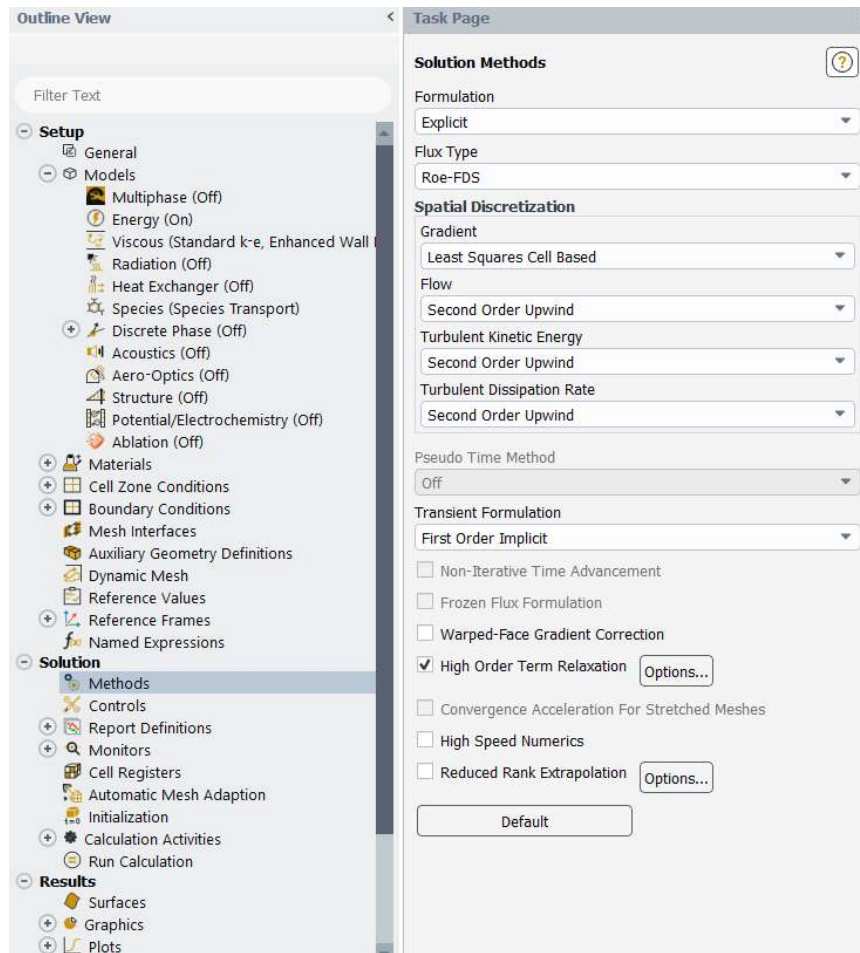 Outline View
<
Filter Text
Setup
General
Models
Multiphase (Off)
Energy (On)
Viscous (Standard k-e, Enhanced Wall
Radiation (Off)
Heat Exchanger (Off)
Species (Species Transport)
Discrete Phase (Off)
Acoustics (Off)
Aero-Optics (Off)
Structure (Off)
Potential/Electrochemistry (Off)
Ablation (Off)
Materials
Cell Zone Conditions
Boundary Conditions
Mesh Interfaces
Auxiliary Geometry Definitions
Dynamic Mesh
Reference Values
Reference Frames
Named Expressions
Solution
Methods
Controls
Report Definitions
Monitors
Cell Registers
Automatic Mesh Adaption
Initialization
Calculation Activities
Run Calculation
Results
Surfaces
Graphics
Plots
Task Page
Solution Methods
?
Formulation
Explicit
Flux Type
Roe-FDS
Spatial Discretization
Gradient
Least Squares Cell Based
Flow
Second Order Upwind
Turbulent Kinetic Energy
Second Order Upwind
Turbulent Dissipation Rate
Second Order Upwind
Pseudo Time Method
Off
Transient Formulation
First Order Implicit
Non-Iterative Time Advancement
Frozen Flux Formulation
Warped-Face Gradient Correction
High Order Term Relaxation Options...
Convergence Acceleration For Stretched Meshes
High Speed Numerics
Reduced Rank Extrapolation Options...
Default